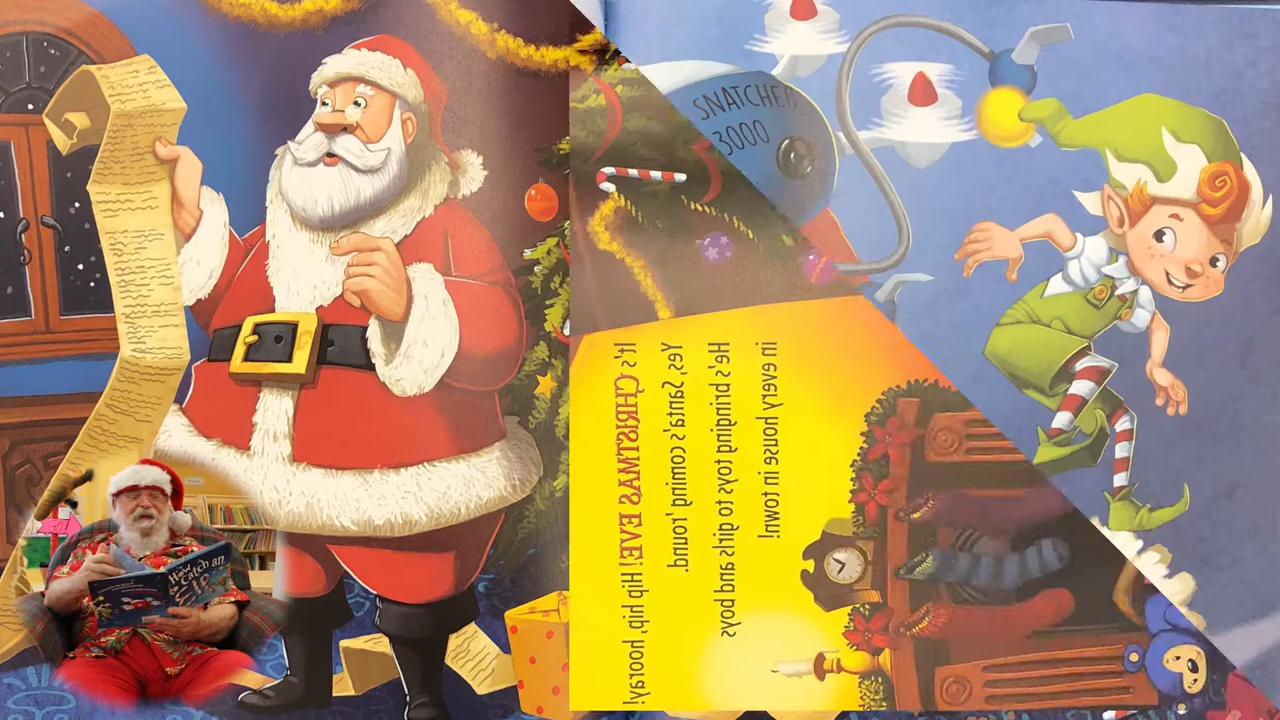 SNATCHER
3000
It's CHRISTMAS EVE! Hip hip, hooray!
Yes, Santa's coming 'round.
He's bringing toys to girls and boys
in every house in town!
How to
Catch an
Elf